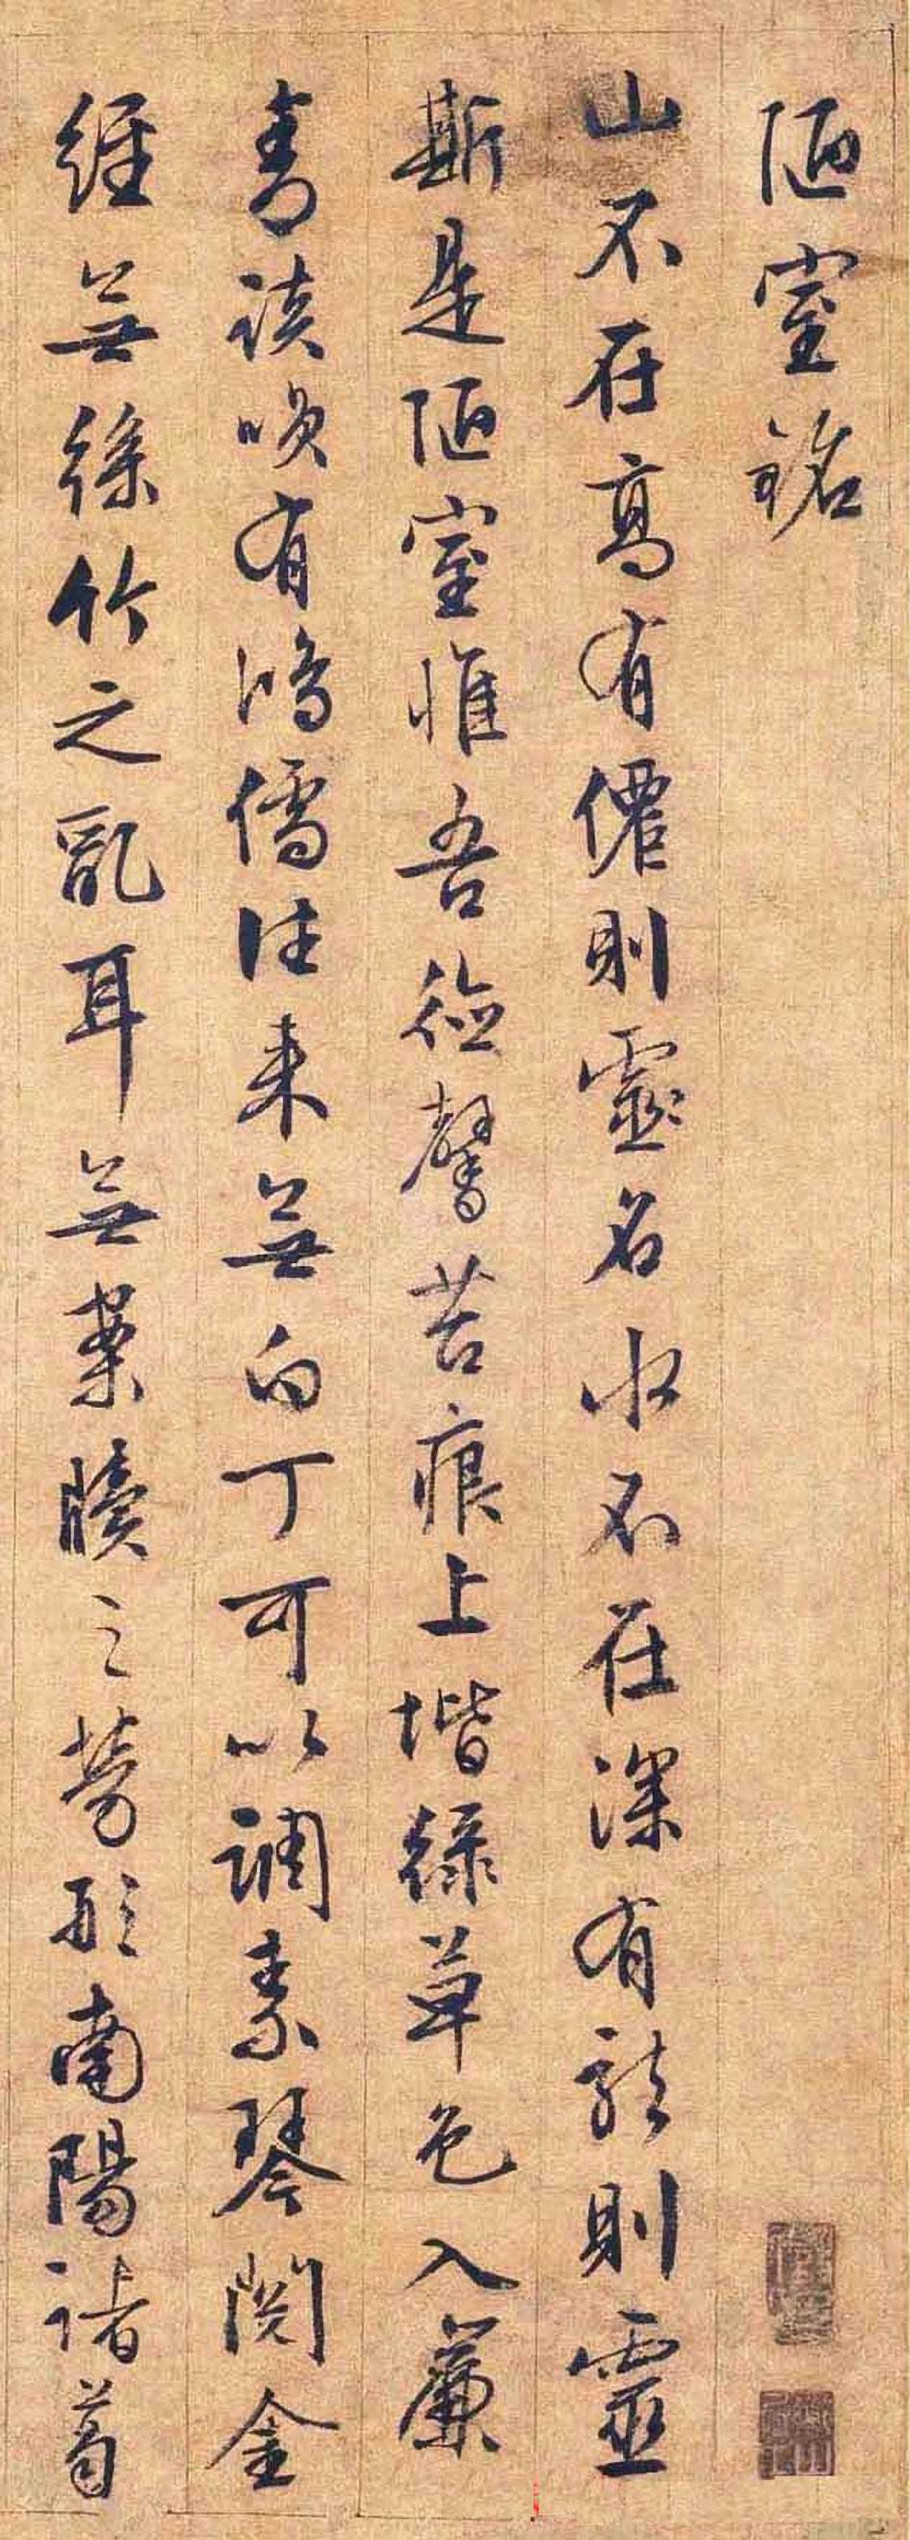 陋室銘
山不在高有僊則靈名水不在深有龍則靈
斯是陋室惟吾德馨苔痕上堦綠草色入簾
青談咲有鴻儒往来無白丁可以調素琴閱金
經無絲竹之亂耳無案牘之勞形南陽諸葛